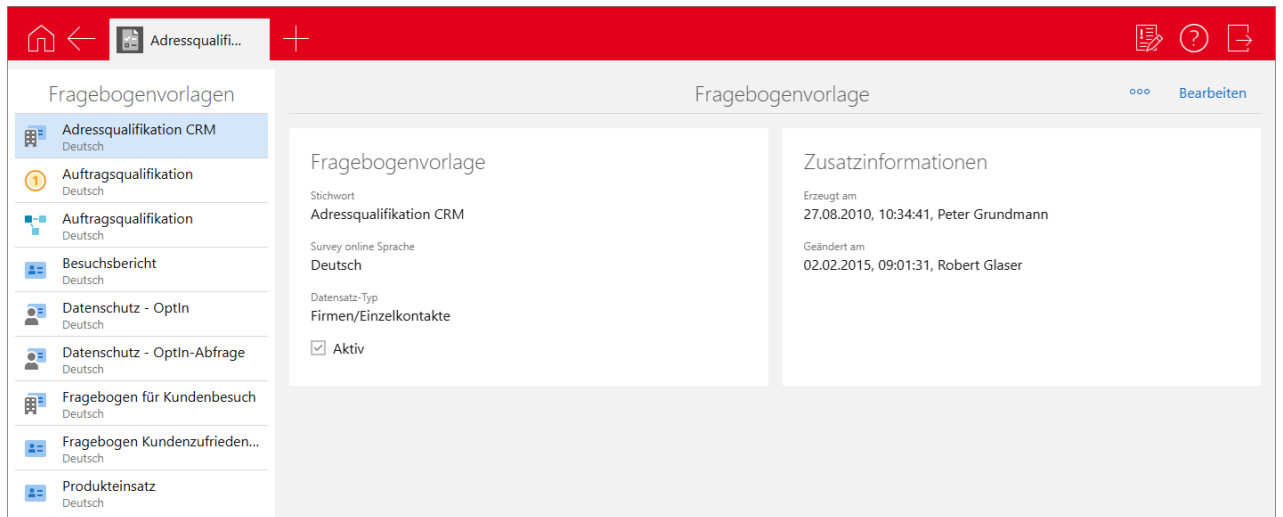 Adressqualifi...
Fragebogenvorlagen
Adressqualifikation CRM
Deutsch
Auftragsqualifikation
Deutsch
Auftragsqualifikation
Deutsch
Besuchsbericht
Deutsch
Datenschutz - OptIn
Deutsch
Datenschutz - OptIn-Abfrage
Deutsch
Fragebogen für Kundenbesuch
Deutsch
Fragebogen Kundenzufrieden...
Deutsch
Produkteinsatz
Deutsch
Fragebogenvorlage
Bearbeiten
Fragebogenvorlage
Stichwort
Adressqualifikation CRM
Survey online Sprache
Deutsch
Datensatz-Typ
Firmen/Einzelkontakte
Aktiv
Zusatzinformationen
Erzeugt am
27.08.2010, 10:34:41, Peter Grundmann
Geändert am
02.02.2015, 09:01:31, Robert Glaser